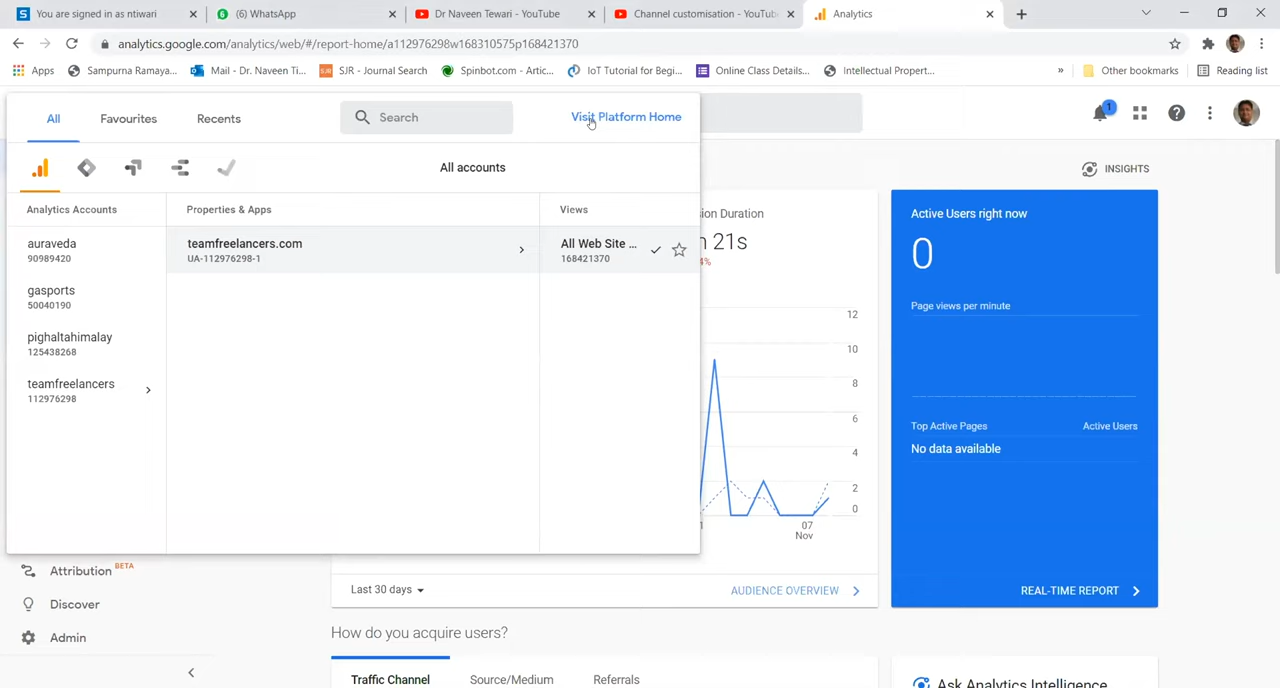 You are signed in as ntiwari
(6) WhatsApp
Dr Naveen Tewari - YouTube
Channel customisation - YouTub
Analytics
analytics.google.com/analytics/web/#/report-home/a112976298w168310575p168421370
Apps
Sampurna Ramaya...
Mail - Dr. Naveen Ti...
SJR - Journal Search
Spinbot.com - Artic...
IoT Tutorial for Begi...
Online Class Details...
Intellectual Propert...
»
Other bookmarks
Reading list
All
Favourites
Recents
Search
Visit Platform Home
1
All accounts
INSIGHTS
Analytics Accounts
Properties & Apps
Views
auraveda
90989420
gasports
50040190
pighaltahimalay
125438268
teamfreelancers
112976298
teamfreelancers.com
UA-112976298-1
All Web Site ...
168421370
ion Duration
21s
4%
12
10
8
6
4
2
0
07
Nov
Active Users right now
0
Page views per minute
Top Active Pages
Active Users
No data available
REAL-TIME REPORT
Attribution BETA
Discover
Admin
Last 30 days
AUDIENCE OVERVIEW
How do you acquire users?
Traffic Channel
Source/Medium
Referrals
Ask Analytics Intelligence